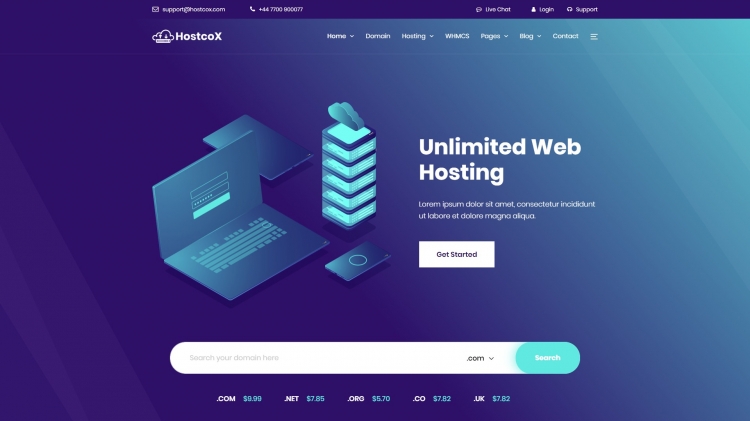 support@hostcox.com +44 7700 900077 Live Chat Login Support
HostcoX Home Domain Hosting WHMCS Pages Blog Contact
Unlimited Web
Hosting
Lorem ipsum dolor sit amet, consectetur incididunt
ut labore et dolore magna aliqua.
Get Started
Search your domain here .com Search
.COM $9.99 .NET $7.85 .ORG $5.70 .CO $7.82 .UK $7.82